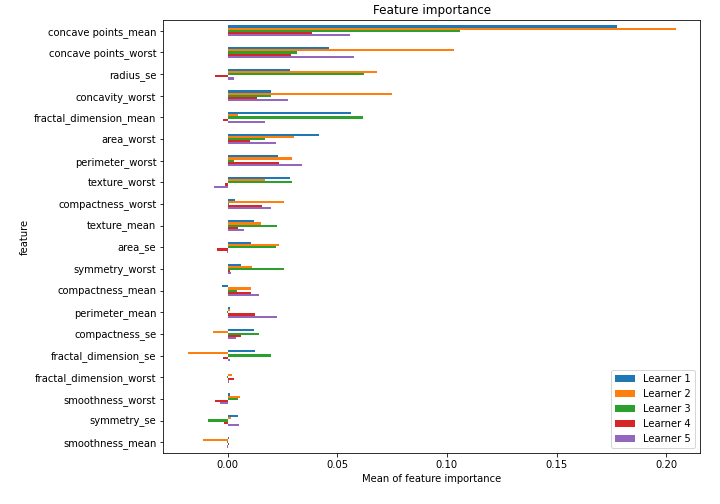 Feature importance
concave points_mean
concave points_worst
radius_se
concavity_worst
fractal_dimension_mean
area_worst
perimeter_worst
texture_worst
compactness_worst
texture_mean
area_se
symmetry_worst
compactness_mean
perimeter_mean
compactness_se
fractal_dimension_se
fractal_dimension_worst
smoothness_worst
symmetry_se
smoothness_mean
feature
Learner 1
Learner 2
Learner 3
Learner 4
Learner 5
0.00 0.05 0.10 0.15 0.20
Mean of feature importance